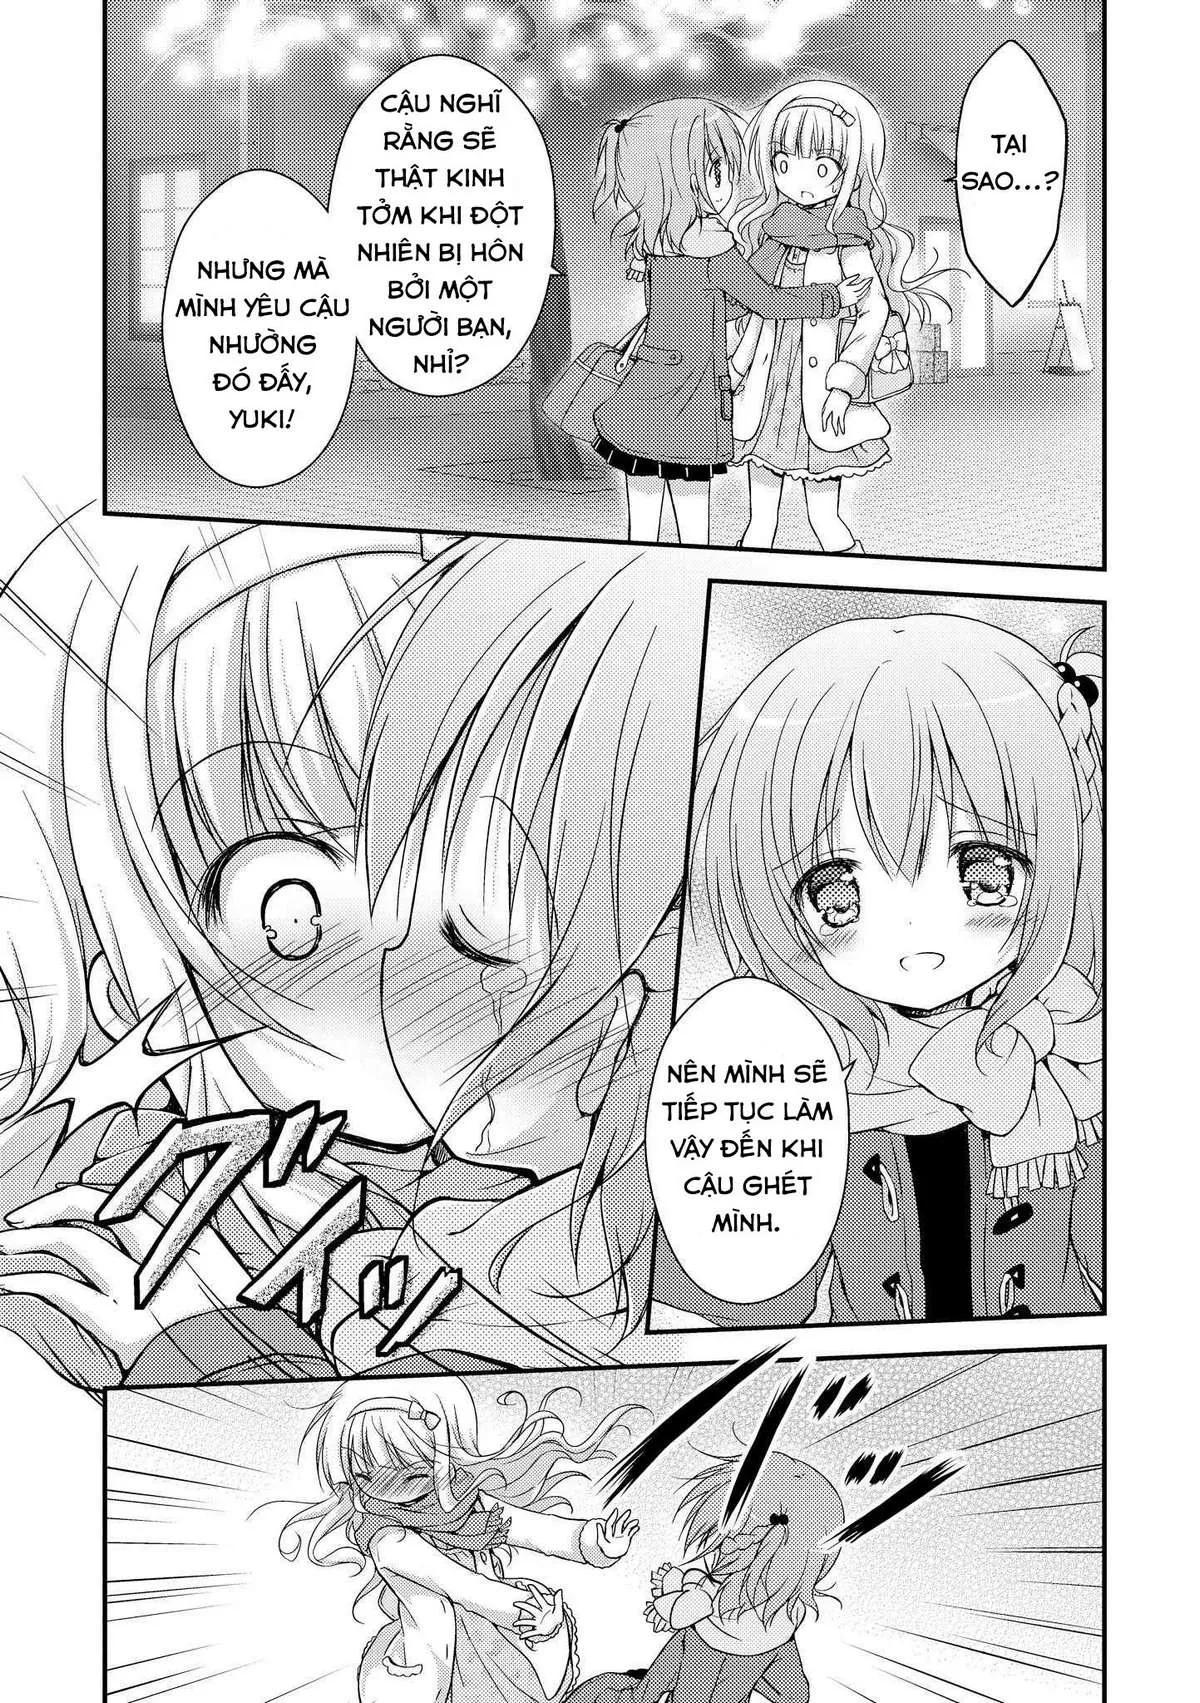 TẠI
SAO...?
CẬU NGHĨ
RẰNG SẼ
THẬT KINH
TỞM KHI ĐỘT
NHIÊN BỊ HÔN
BỞI MỘT
NGƯỜI BẠN,
NHỈ?
NHƯNG MÀ
MÌNH YÊU CẬU
NHƯỜNG
ĐÓ ĐẤY,
YUKI!
NÊN MÌNH SẼ
TIẾP TỤC LÀM
VẬY ĐẾN KHI
CẬU GHÉT
MÌNH.
グイッ
バッ